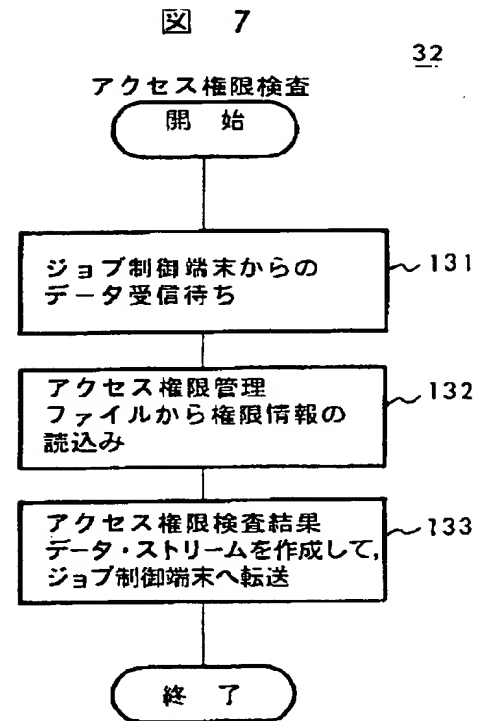 図 7
32
アクセス権限検査
開 始
ジョブ制御端末からの
データ受信待ち
131
アクセス権限管理
ファイルから権限情報の
読込み
132
アクセス権限検査結果
データ・ストリームを作成して,
ジョブ制御端末へ転送
133
終 了